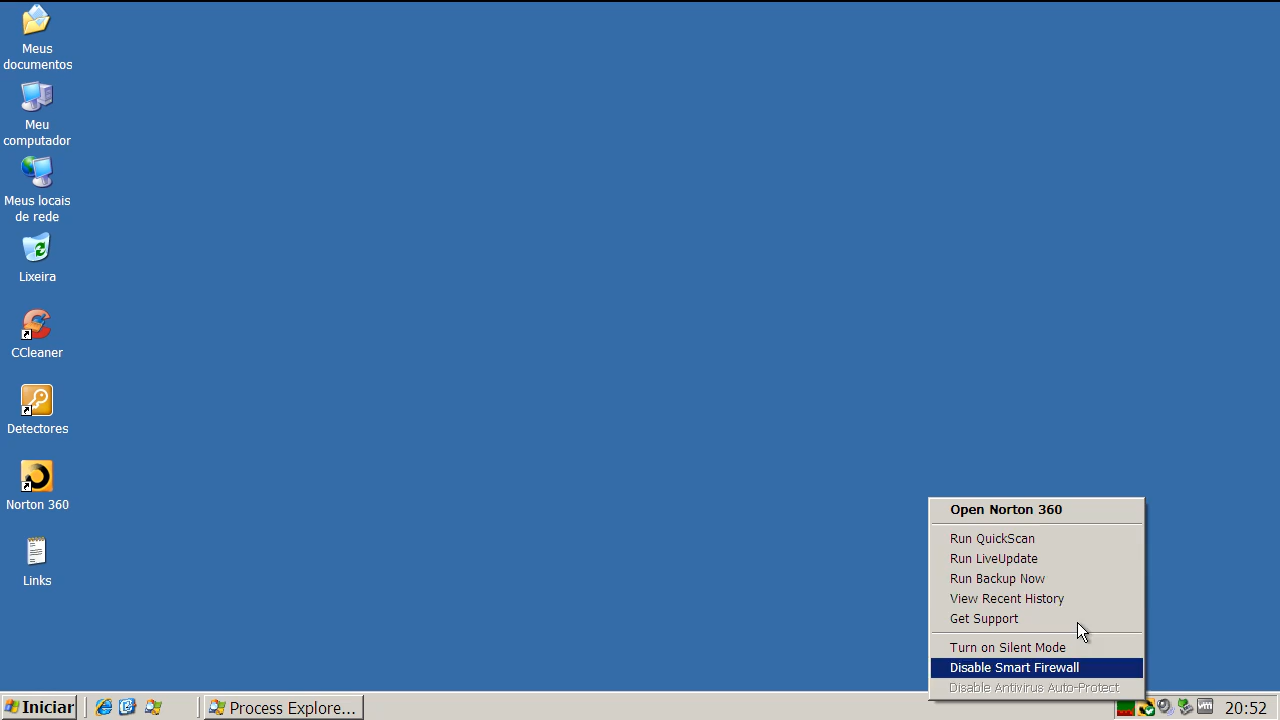 Meus
documentos
Meu
computador
Meus locais
de rede
Lixeira
CCleaner
Detectores
Norton 360
Links
Open Norton 360
Run QuickScan
Run LiveUpdate
Run Backup Now
View Recent History
Get Support
Turn on Silent Mode
Disable Smart Firewall
Disable Antivirus Auto-Protect
Iniciar
Process Explore...
vm
20:52